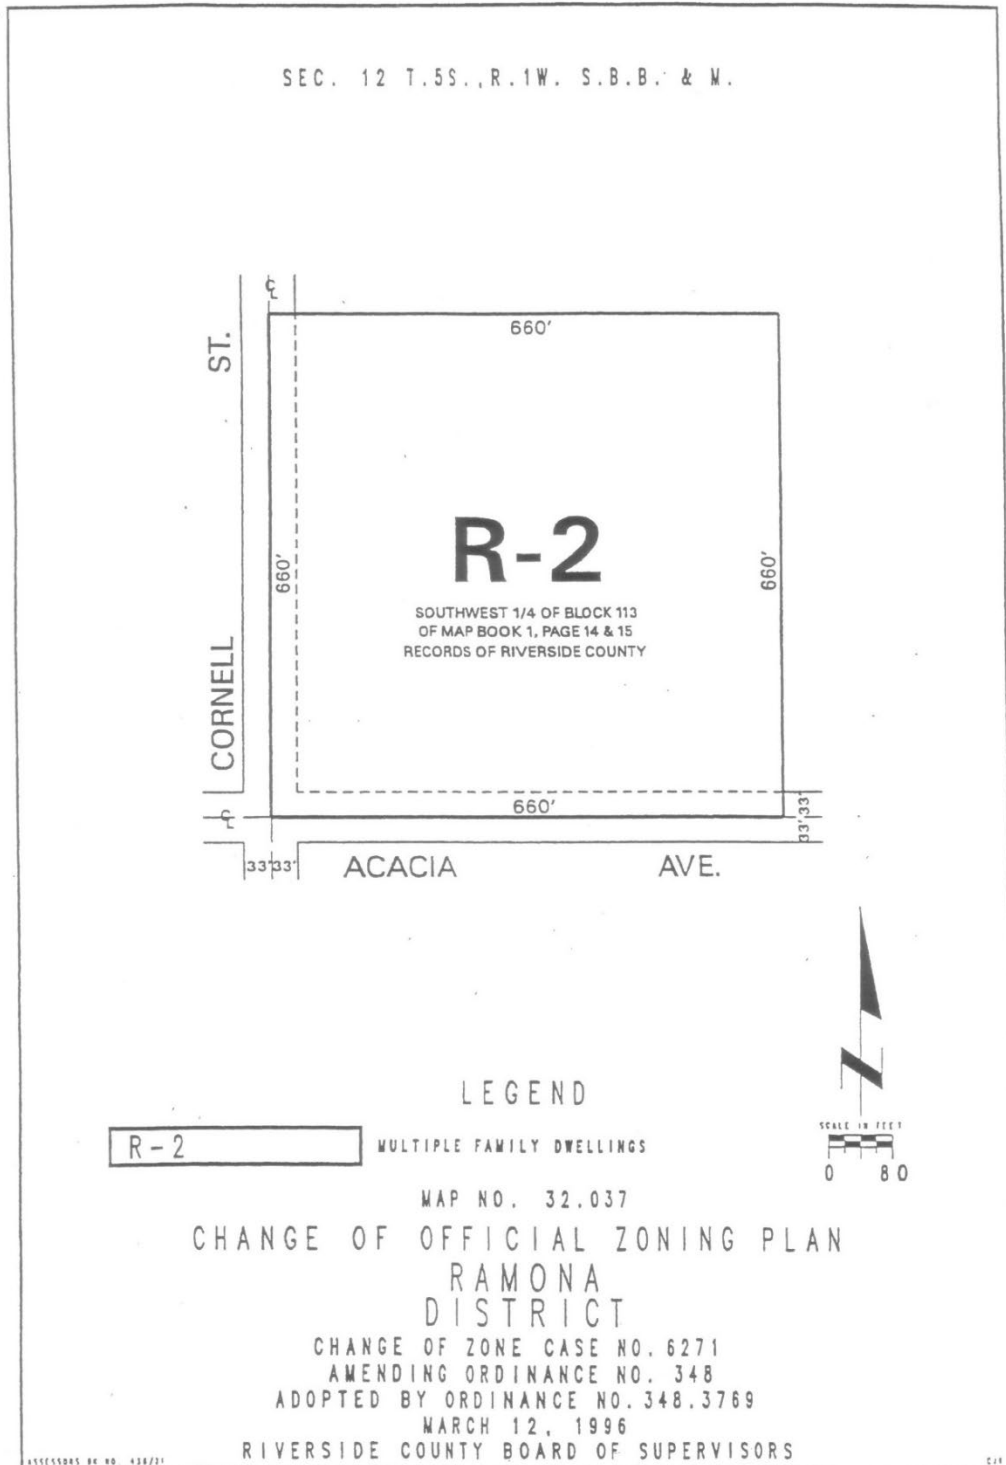 SEC. 12 T.5S., R.1W. S.B.B. & M.
℄
660'
ST.
660'
R-2
660'
SOUTHWEST 1/4 OF BLOCK 113
OF MAP BOOK 1, PAGE 14 & 15
RECORDS OF RIVERSIDE COUNTY
CORNELL
660'
℄
33' 33'
33' 33'
ACACIA AVE.
N
LEGEND
SCALE IN FEET
R-2 MULTIPLE FAMILY DWELLINGS
0 80
MAP NO. 32.037
CHANGE OF OFFICIAL ZONING PLAN
RAMONA
DISTRICT
CHANGE OF ZONE CASE NO. 6271
AMENDING ORDINANCE NO. 348
ADOPTED BY ORDINANCE NO. 348.3769
MARCH 12, 1996
RIVERSIDE COUNTY BOARD OF SUPERVISORS
ASSESSORS BK NO.